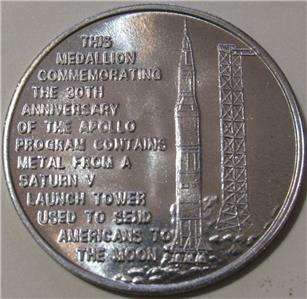 THIS
MEDALLION
COMMEMORATING
THE 30TH
ANNIVERSARY
OF THE APOLLO
PROGRAM CONTAINS
METAL FROM A
SATURN V
LAUNCH TOWER
USED TO SEND
AMERICANS TO
THE MOON